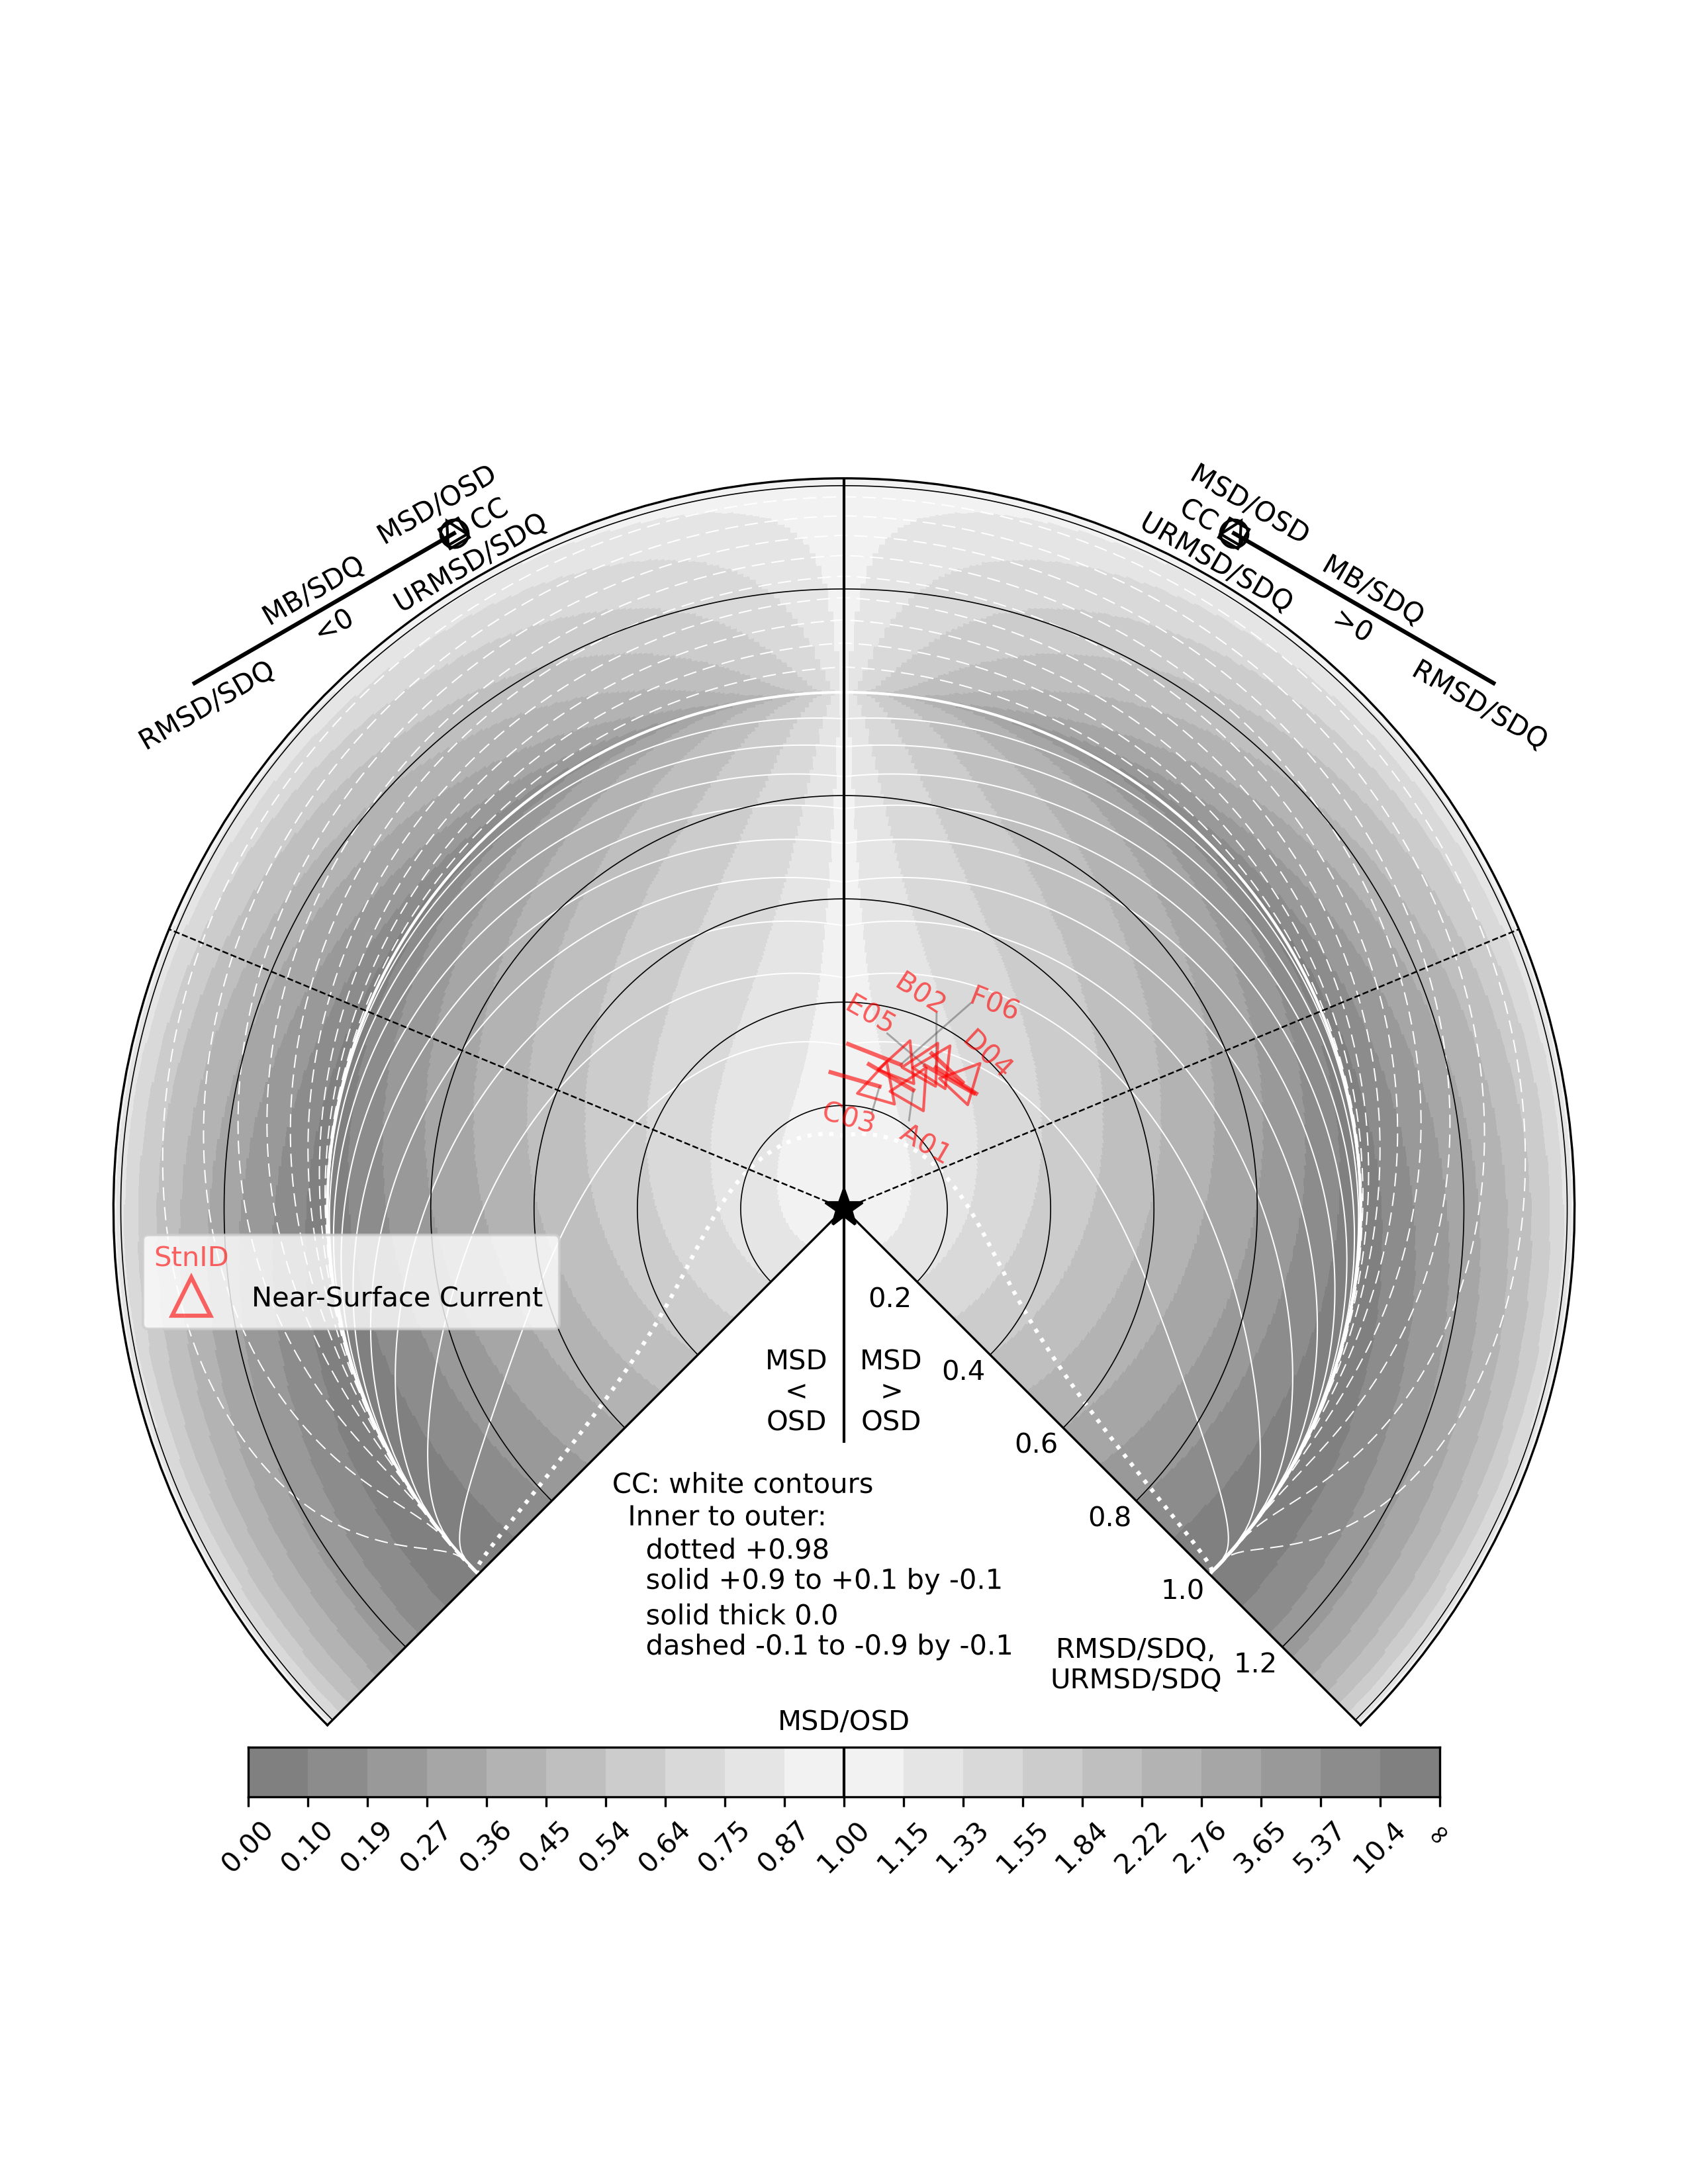 MSD/OSD
CC
URMSD/SDQ
MB/SDQ
<0
RMSD/SDQ
MSD/OSD
CC
URMSD/SDQ
MB/SDQ
>0
RMSD/SDQ
B02
F06
E05
D04
C03
A01
StnID
Near-Surface Current
0.2
0.4
0.6
0.8
1.0
1.2
MSD
<
OSD
MSD
>
OSD
CC: white contours
Inner to outer:
dotted +0.98
solid +0.9 to +0.1 by -0.1
solid thick 0.0
dashed -0.1 to -0.9 by -0.1
RMSD/SDQ,
URMSD/SDQ
MSD/OSD
0.00 0.10 0.19 0.27 0.36 0.45 0.54 0.64 0.75 0.87 1.00 1.15 1.33 1.55 1.84 2.22 2.76 3.65 5.37 10.4 ∞